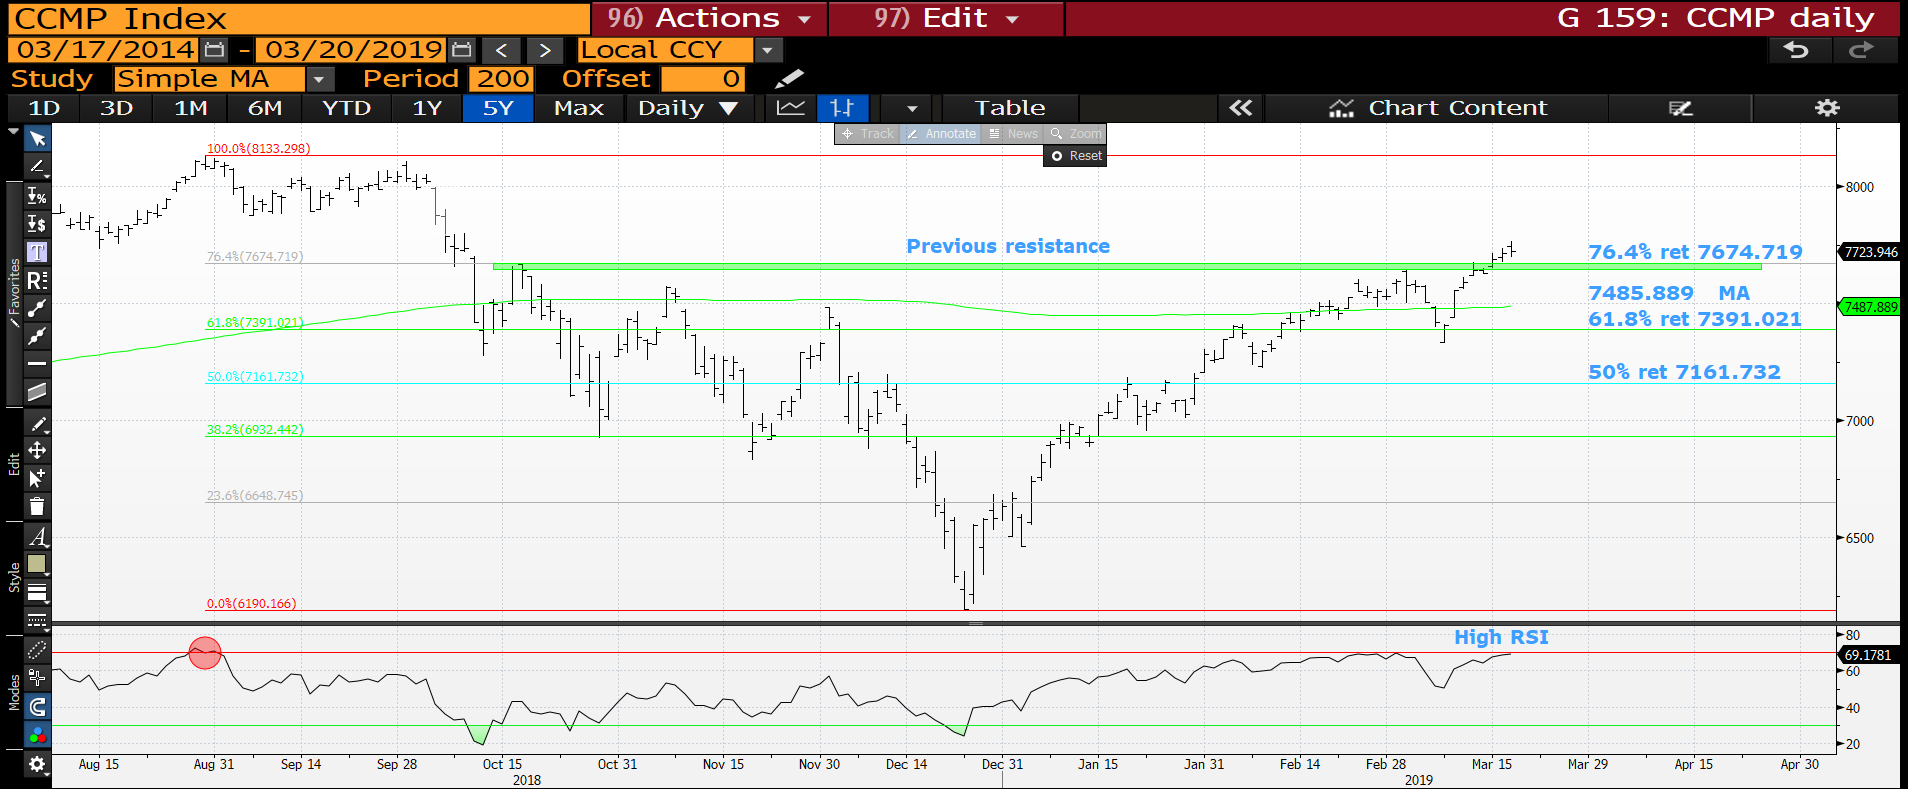 CCMP Index 96) Actions 97) Edit G 159: CCMP daily
03/17/2014 - 03/20/2019 < > Local CCY
Study Simple MA Period 200 Offset 0
1D 3D 1M 6M YTD 1Y 5Y Max Daily ▼ Table « Chart Content
Track Annotate News Zoom
Reset
100.0%(8133.298)
8000
Previous resistance
76.4% ret 7674.719
7723.946
76.4%(7674.719)
7485.889 MA
7487.889
61.8%(7391.021)
61.8% ret 7391.021
50.0%(7161.732)
50% ret 7161.732
7000
38.2%(6932.442)
23.6%(6648.745)
6500
0.0%(6190.166)
High RSI
80
69.1781
60
40
20
Aug 15 Aug 31 Sep 14 Sep 28 Oct 15 Oct 31 Nov 15 Nov 30 Dec 14 Dec 31 Jan 15 Jan 31 Feb 14 Feb 28 Mar 15 Mar 29 Apr 15 Apr 30
2018 2019
Favorites
%
$
T
R
Edit
A
Style
Modes